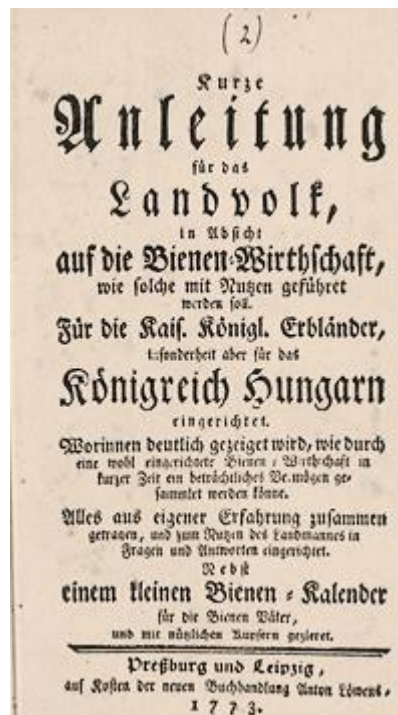 (2)
Kurze
Anleitung
für das
Landvolk,
in Absicht
auf die Bienen-Wirthschaft,
wie solche mit Nutzen geführet
werden soll.
Für die Kais. Königl. Erbländer,
insonderheit aber für das
Königreich Hungarn
eingerichtet.
Worinnen deutlich gezeiget wird, wie durch
eine wohl eingerichtete Bienen-Wirthschaft in
kurzer Zeit ein beträchtliches Vermögen ge-
sammlet werden könne.
Alles aus eigener Erfahrung zusammen
getragen, und zum Nutzen des Landmannes in
Fragen und Antworten eingerichtet.
Nebst
einem kleinen Bienen-Kalender
für die Bienen Väter,
und mit nützlichen Kupfern gezieret.
Preßburg und Leipzig,
auf Kosten der neuen Buchhandlung Anton Löwens,
1773.